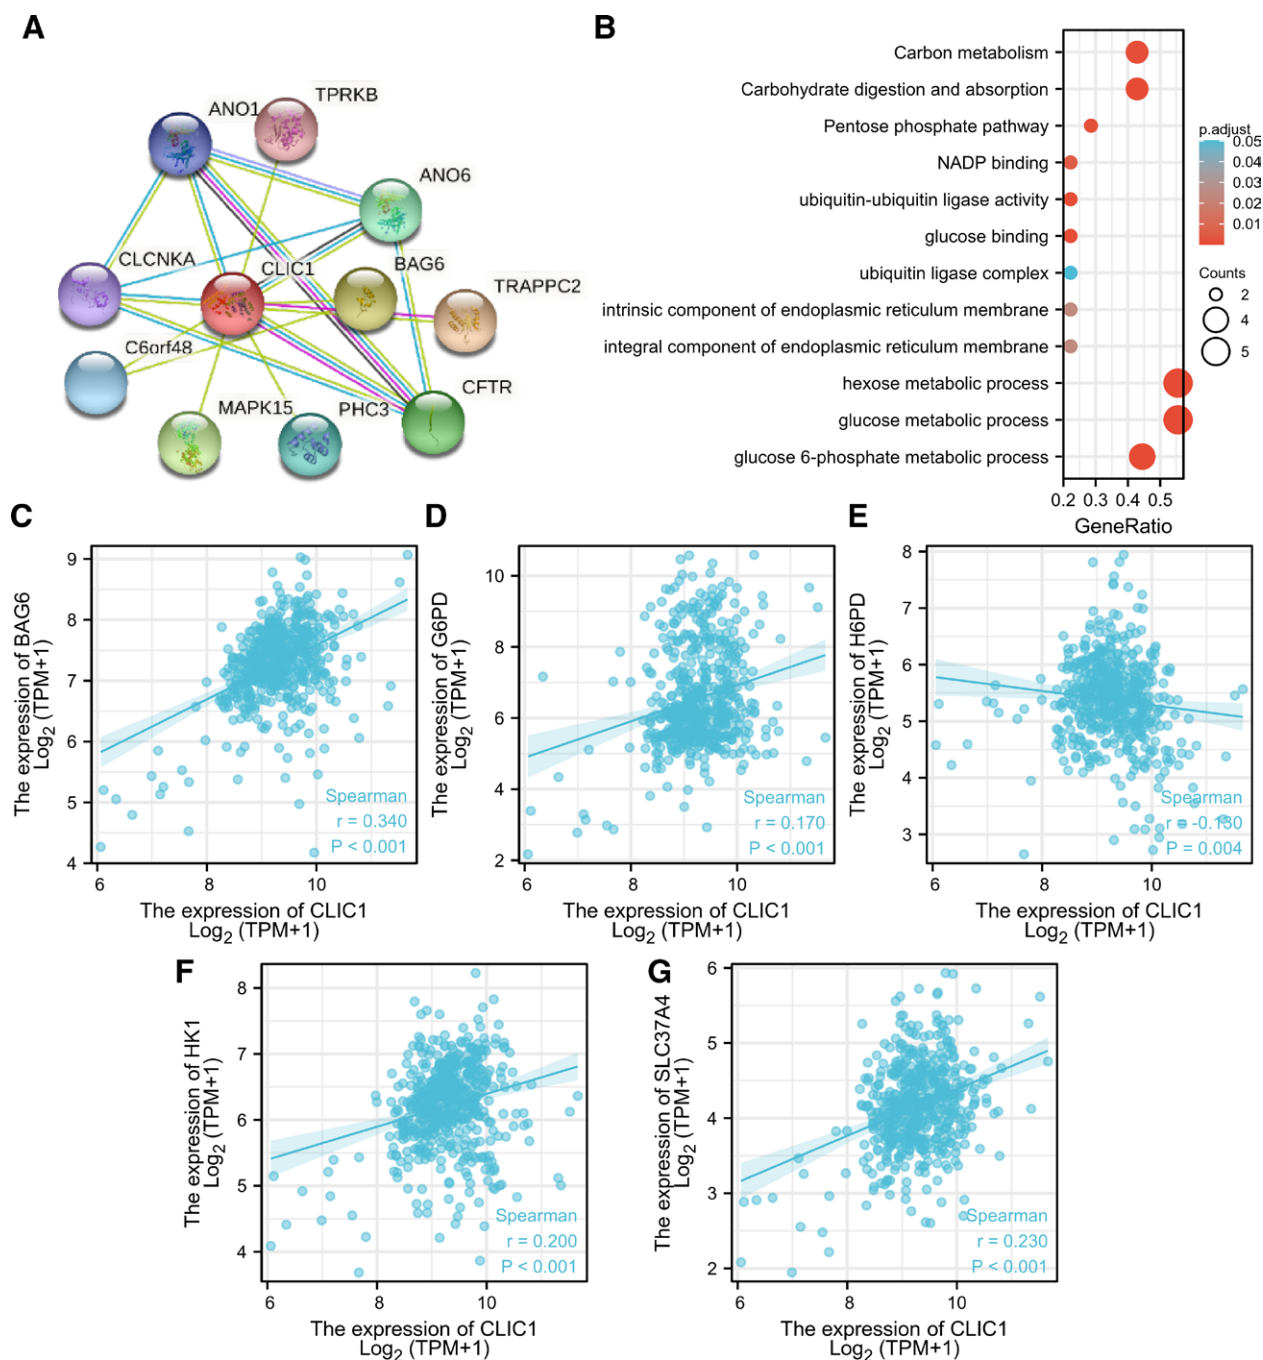 A
ANO1
TPRKB
ANO6
CLCNKA
CLIC1
BAG6
TRAPPC2
C6orf48
MAPK15
PHC3
CFTR
B
Carbon metabolism
Carbohydrate digestion and absorption
Pentose phosphate pathway
NADP binding
ubiquitin-ubiquitin ligase activity
glucose binding
ubiquitin ligase complex
intrinsic component of endoplasmic reticulum membrane
integral component of endoplasmic reticulum membrane
hexose metabolic process
glucose metabolic process
glucose 6-phosphate metabolic process
0.2 0.3 0.4 0.5
GeneRatio
p.adjust
0.05
0.04
0.03
0.02
0.01
Counts
2
4
5
C
The expression of BAG6
Log2 (TPM+1)
9
8
7
6
5
4
Spearman
r = 0.340
P < 0.001
6 8 10
The expression of CLIC1
Log2 (TPM+1)
D
The expression of G6PD
Log2 (TPM+1)
10
8
6
4
2
Spearman
r = 0.170
P < 0.001
6 8 10
The expression of CLIC1
Log2 (TPM+1)
E
The expression of H6PD
Log2 (TPM+1)
8
7
6
5
4
3
Spearman
r = -0.130
P = 0.004
6 8 10
The expression of CLIC1
Log2 (TPM+1)
F
The expression of HK1
Log2 (TPM+1)
8
7
6
5
4
Spearman
r = 0.200
P < 0.001
6 8 10
The expression of CLIC1
Log2 (TPM+1)
G
The expression of SLC37A4
Log2 (TPM+1)
6
5
4
3
2
Spearman
r = 0.230
P < 0.001
6 8 10
The expression of CLIC1
Log2 (TPM+1)